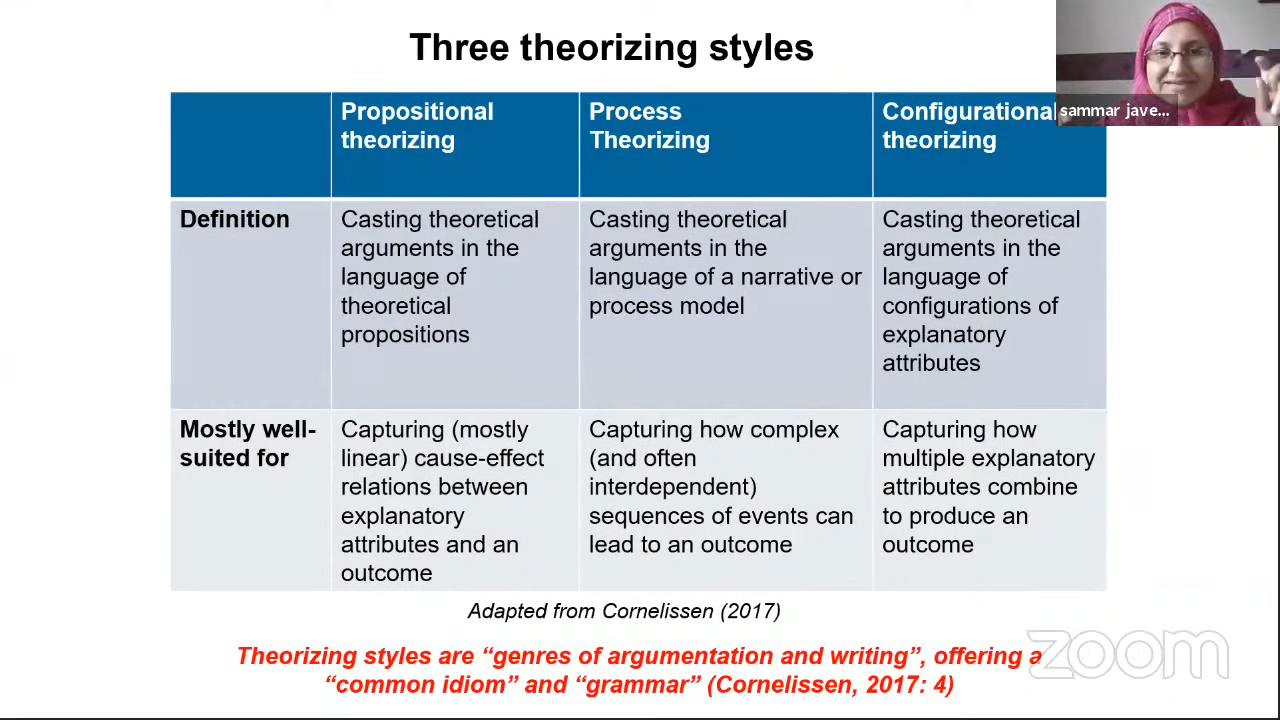 Three theorizing styles
sammar jave...
Propositional
theorizing
Process
Theorizing
Configurational
theorizing
Definition
Casting theoretical
arguments in the
language of
theoretical
propositions
Casting theoretical
arguments in the
language of a narrative or
process model
Casting theoretical
arguments in the
language of
configurations of
explanatory
attributes
Mostly well-
suited for
Capturing (mostly
linear) cause-effect
relations between
explanatory
attributes and an
outcome
Capturing how complex
(and often
interdependent)
sequences of events can
lead to an outcome
Capturing how
multiple explanatory
attributes combine
to produce an
outcome
Adapted from Cornelissen (2017)
Theorizing styles are “genres of argumentation and writing”, offering a
“common idiom” and “grammar” (Cornelissen, 2017: 4)
zoom